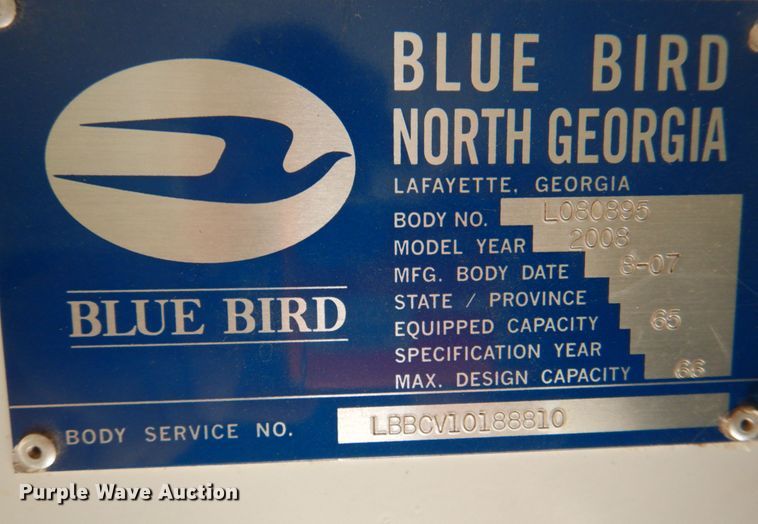 BLUE BIRD
NORTH GEORGIA
LAFAYETTE, GEORGIA
BODY NO. L080895
MODEL YEAR 2008
MFG. BODY DATE 8-07
STATE / PROVINCE
EQUIPPED CAPACITY 65
SPECIFICATION YEAR
MAX. DESIGN CAPACITY 66
BLUE BIRD
BODY SERVICE NO. LBBCV10188810
Purple Wave Auction